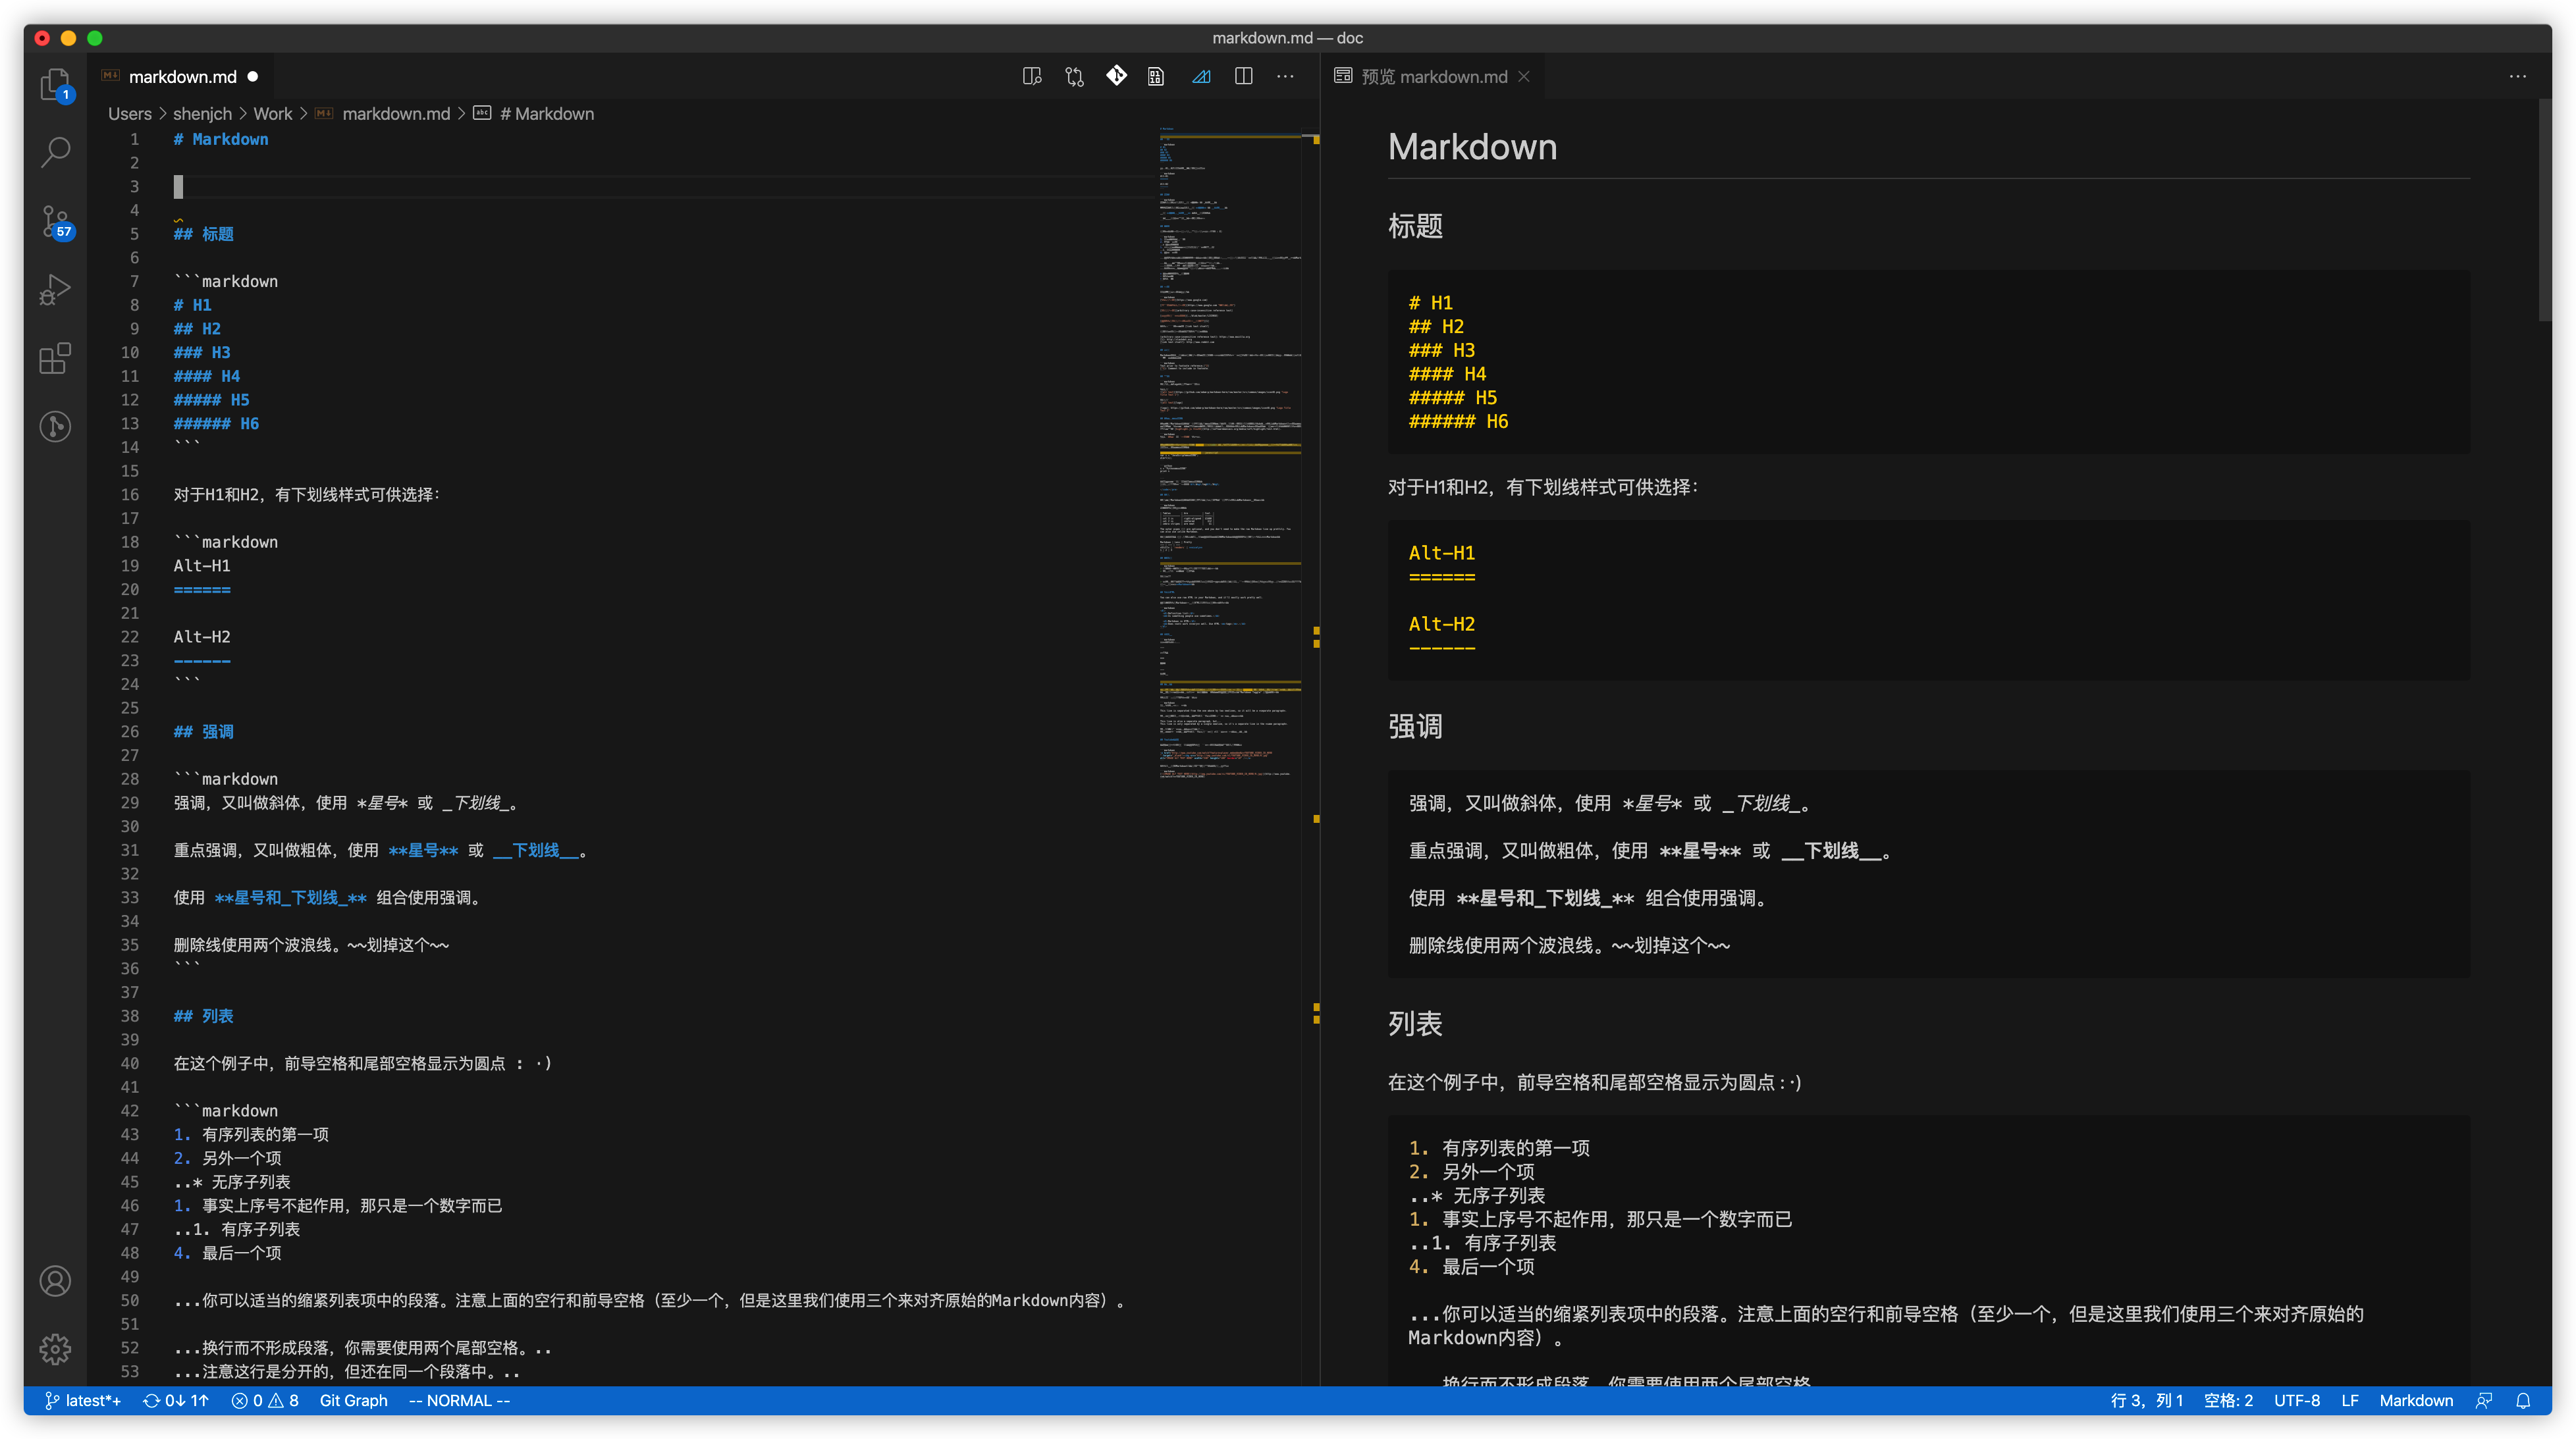 markdown.md — doc
1
57
markdown.md
Users > shenjch > Work > markdown.md > # Markdown
1 # Markdown
2
3
4
5 ## 标题
6
7 ```markdown
8 # H1
9 ## H2
10 ### H3
11 #### H4
12 ##### H5
13 ###### H6
14 ```
15
16 对于H1和H2，有下划线样式可供选择：
17
18 ```markdown
19 Alt-H1
20 ======
21
22 Alt-H2
23 ------
24 ```
25
26 ## 强调
27
28 ```markdown
29 强调，又叫做斜体，使用 *星号* 或 _下划线_。
30
31 重点强调，又叫做粗体，使用 **星号** 或 __下划线__。
32
33 使用 **星号和_下划线_** 组合使用强调。
34
35 删除线使用两个波浪线。~~划掉这个~~
36 ```
37
38 ## 列表
39
40 在这个例子中，前导空格和尾部空格显示为圆点 : ·)
41
42 ```markdown
43 1. 有序列表的第一项
44 2. 另外一个项
45 ..* 无序子列表
46 1. 事实上序号不起作用，那只是一个数字而已
47 ..1. 有序子列表
48 4. 最后一个项
49
50 ...你可以适当的缩紧列表项中的段落。注意上面的空行和前导空格（至少一个，但是这里我们使用三个来对齐原始的Markdown内容）。
51
52 ...换行而不形成段落，你需要使用两个尾部空格。..
53 ...注意这行是分开的，但还在同一个段落中。..
预览 markdown.md
Markdown
标题
# H1
## H2
### H3
#### H4
##### H5
###### H6
对于H1和H2，有下划线样式可供选择：
Alt-H1
======
Alt-H2
------
强调
强调，又叫做斜体，使用 *星号* 或 _下划线_。
重点强调，又叫做粗体，使用 **星号** 或 __下划线__。
使用 **星号和_下划线_** 组合使用强调。
删除线使用两个波浪线。~~划掉这个~~
列表
在这个例子中，前导空格和尾部空格显示为圆点 : ·)
1. 有序列表的第一项
2. 另外一个项
..* 无序子列表
1. 事实上序号不起作用，那只是一个数字而已
..1. 有序子列表
4. 最后一个项
...你可以适当的缩紧列表项中的段落。注意上面的空行和前导空格（至少一个，但是这里我们使用三个来对齐原始的
Markdown内容）。
...换行而不形成段落，你需要使用两个尾部空格
latest*+ 0↓ 1↑ 0 8 Git Graph -- NORMAL -- 行 3，列 1 空格: 2 UTF-8 LF Markdown